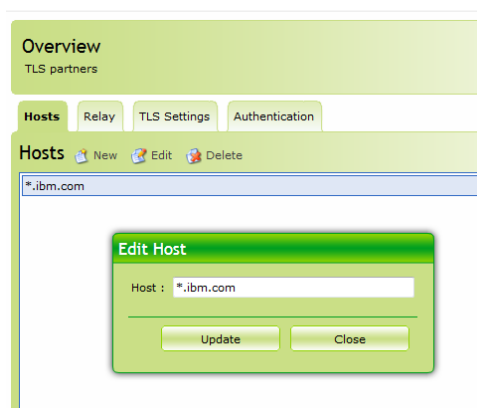 Overview
TLS partners
Hosts Relay TLS Settings Authentication
Hosts New Edit Delete
*.ibm.com
Edit Host
Host : *.ibm.com
Update Close